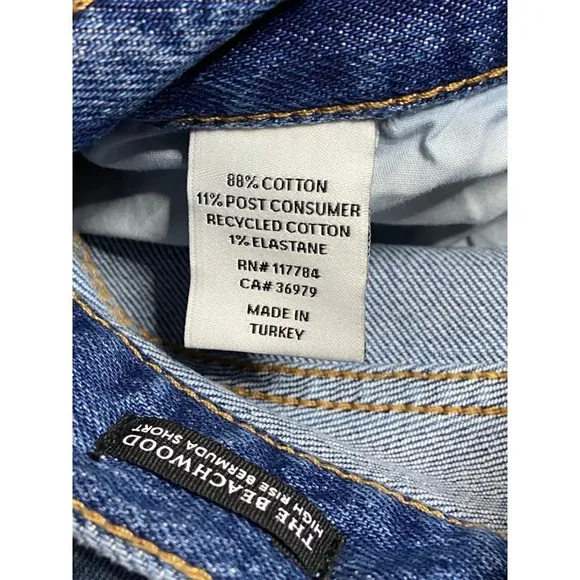 88% COTTON
11% POST CONSUMER
RECYCLED COTTON
1% ELASTANE
RN# 117784
CA# 36979
MADE IN
TURKEY
THE BEACHWOOD
HIGH RISE BERMUDA SHORT